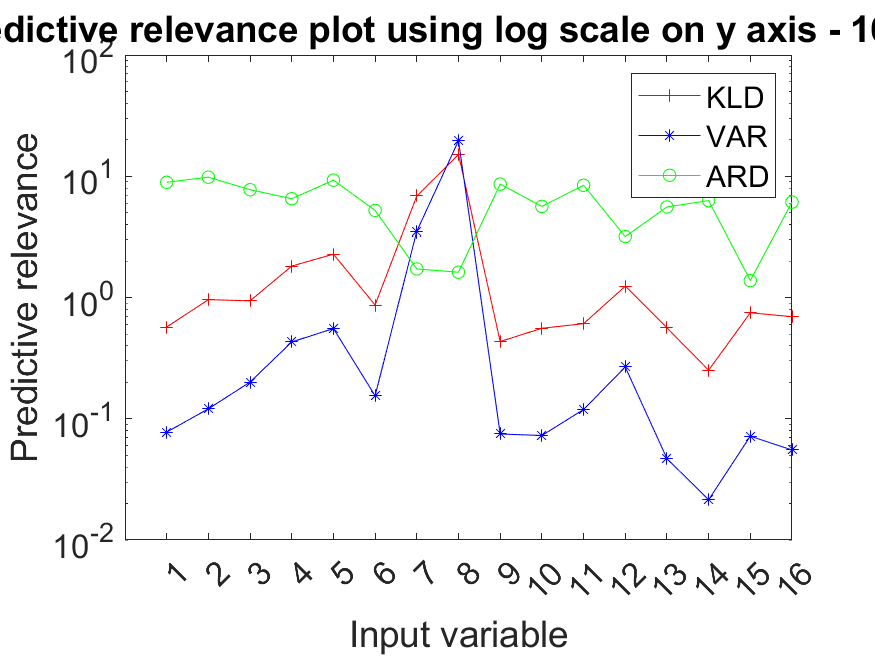 edictive relevance plot using log scale on y axis - 10
KLD
VAR
ARD
10^2
10^1
10^0
10^-1
10^-2
Predictive relevance
1 2 3 4 5 6 7 8 9 10 11 12 13 14 15 16
Input variable